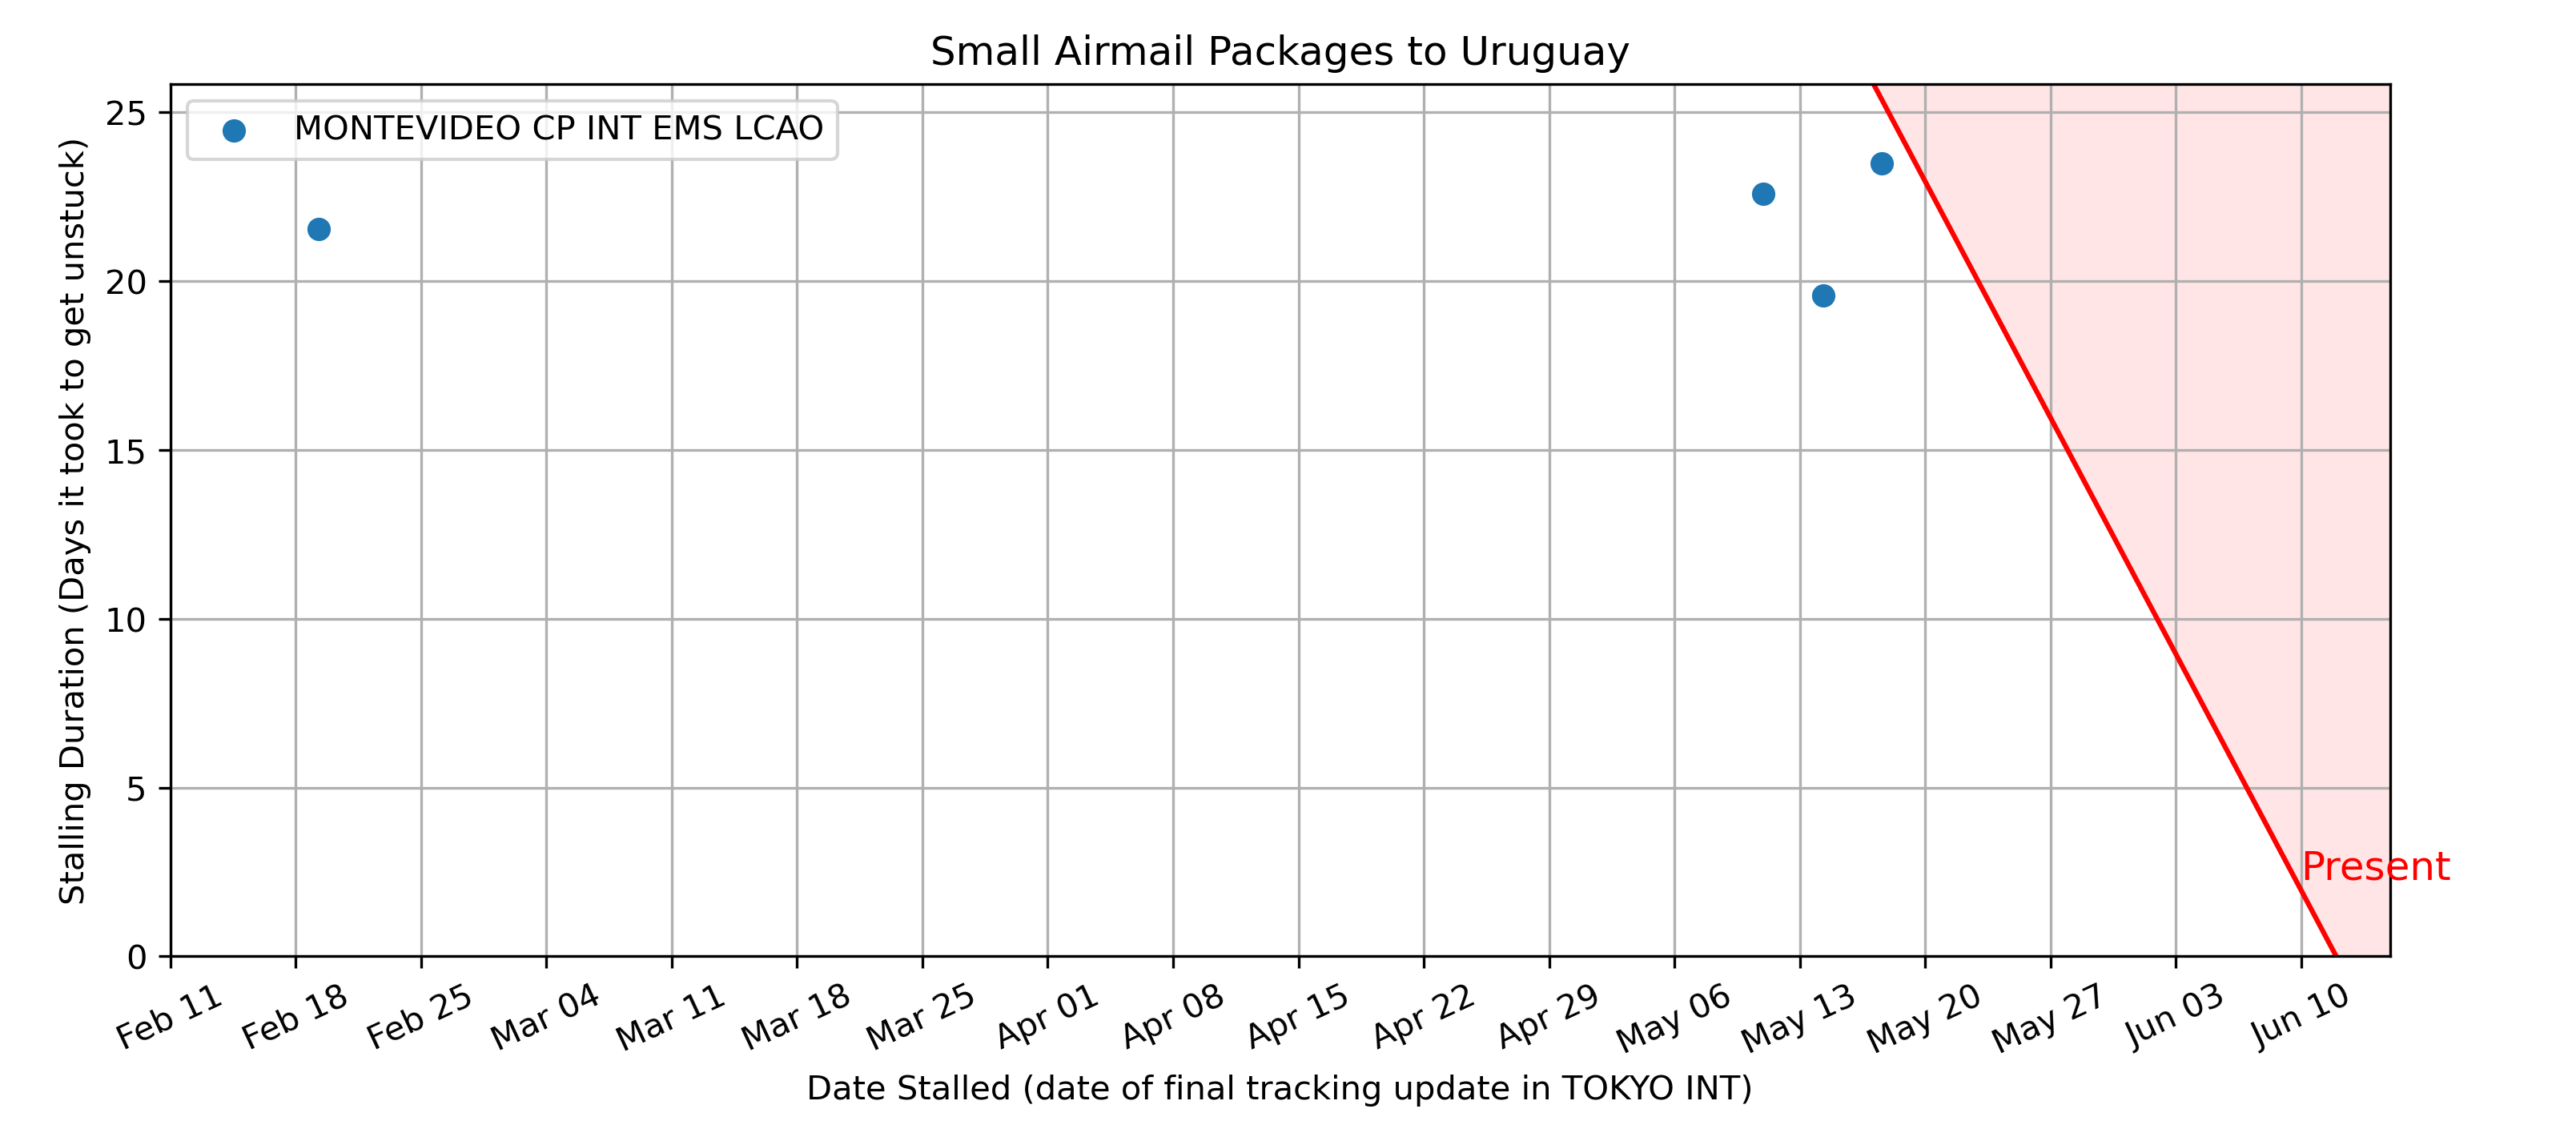 Small Airmail Packages to Uruguay
MONTEVIDEO CP INT EMS LCAO
Stalling Duration (Days it took to get unstuck)
25
20
15
10
5
0
Feb 11
Feb 18
Feb 25
Mar 04
Mar 11
Mar 18
Mar 25
Apr 01
Apr 08
Apr 15
Apr 22
Apr 29
May 06
May 13
May 20
May 27
Jun 03
Jun 10
Present
Date Stalled (date of final tracking update in TOKYO INT)